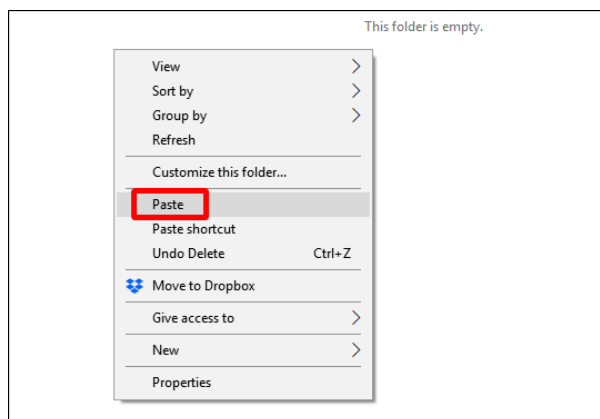 This folder is empty.
View
Sort by
Group by
Refresh
Customize this folder...
Paste
Paste shortcut
Undo Delete Ctrl+Z
Move to Dropbox
Give access to
New
Properties